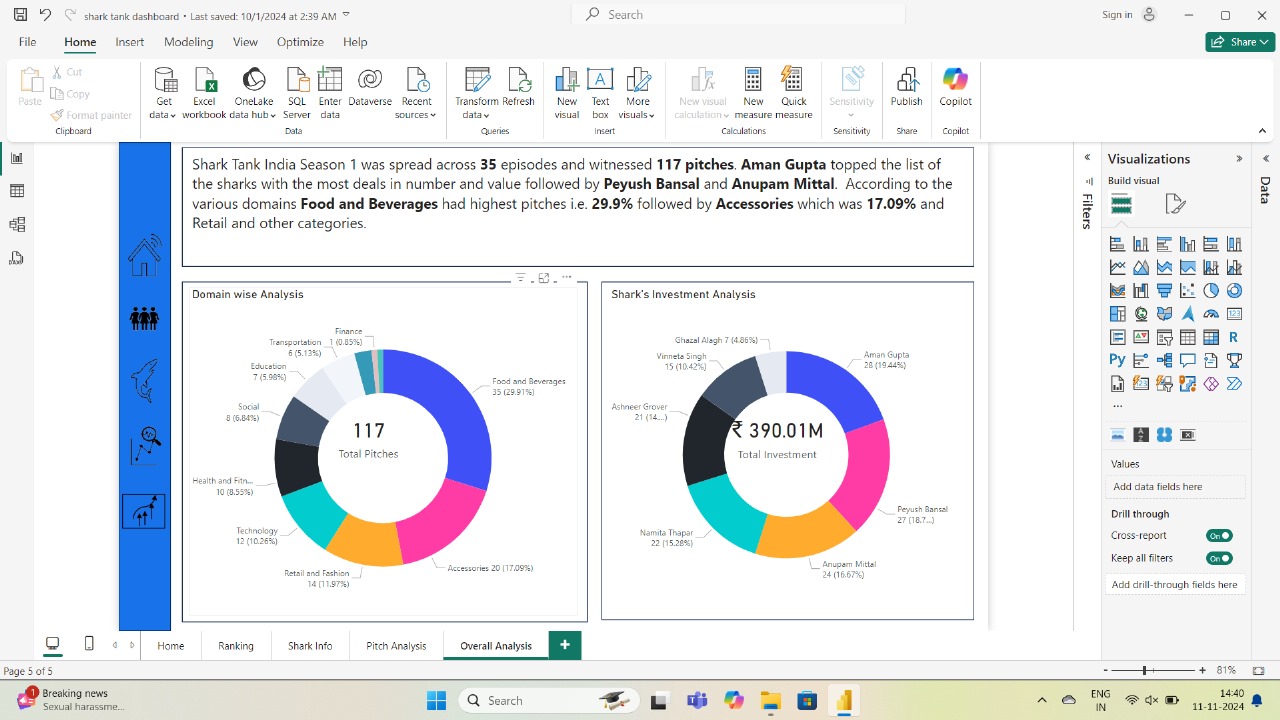 shark tank dashboard • Last saved: 10/1/2024 at 2:39 AM
Search
Sign in
File Home Insert Modeling View Optimize Help
Share
Paste
Cut
Copy
Format painter
Clipboard
Get data
Excel workbook
OneLake data hub
SQL Server
Enter data
Dataverse
Recent sources
Data
Transform data
Refresh
Queries
New visual
Text box
More visuals
Insert
New visual calculation
New measure
Quick measure
Calculations
Sensitivity
Sensitivity
Publish
Share
Copilot
Copilot
Shark Tank India Season 1 was spread across 35 episodes and witnessed 117 pitches. Aman Gupta topped the list of
the sharks with the most deals in number and value followed by Peyush Bansal and Anupam Mittal. According to the
various domains Food and Beverages had highest pitches i.e. 29.9% followed by Accessories which was 17.09% and
Retail and other categories.
Domain wise Analysis
Finance
1 (0.85%)
Transportation
6 (5.13%)
Education
7 (5.98%)
Social
8 (6.84%)
Health and Fitn...
10 (8.55%)
Technology
12 (10.26%)
Retail and Fashion
14 (11.97%)
Accessories 20 (17.09%)
Food and Beverages
35 (29.91%)
117
Total Pitches
Shark's Investment Analysis
Ghazal Alagh 7 (4.86%)
Vinneta Singh
15 (10.42%)
Ashneer Grover
21 (14....)
Namita Thapar
22 (15.28%)
Anupam Mittal
24 (16.67%)
Peyush Bansal
27 (18.7...)
Aman Gupta
28 (19.44%)
₹ 390.01M
Total Investment
Filters
Visualizations
Build visual
Data
R
Py
123
...
Values
Add data fields here
Drill through
Cross-report
On
Keep all filters
On
Add drill-through fields here
Home
Ranking
Shark Info
Pitch Analysis
Overall Analysis
+
Page 5 of 5
- + 81%
1
Breaking news
Sexual harassme...
Search
ENG
IN
14:40
11-11-2024